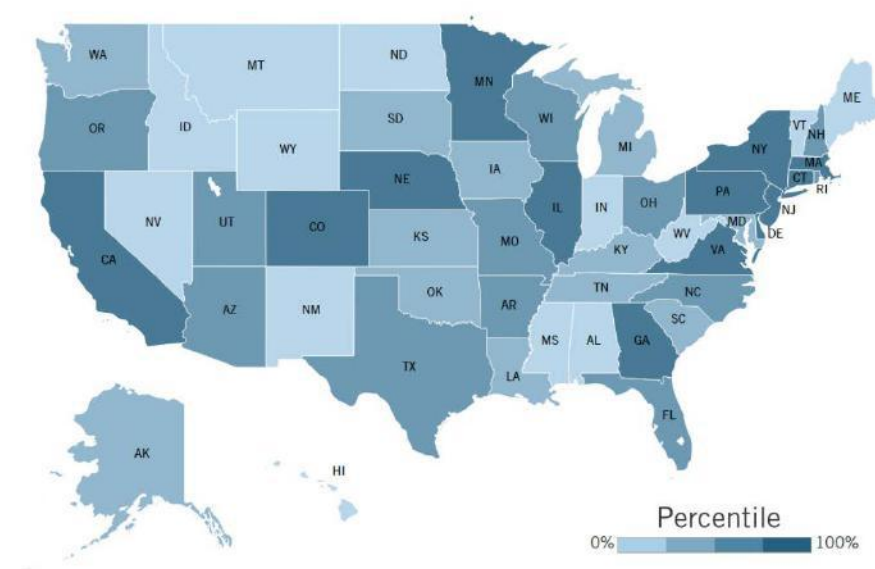 WA
MT
ND
MN
ME
OR
ID
SD
WI
VT
NH
WY
MI
NY
MA
CT
RI
NE
IA
PA
NJ
NV
UT
CO
IL
IN
OH
MD
DE
CA
KS
MO
KY
WV
VA
AZ
NM
OK
AR
TN
NC
SC
TX
LA
MS
AL
GA
FL
AK
HI
Percentile
0%
100%